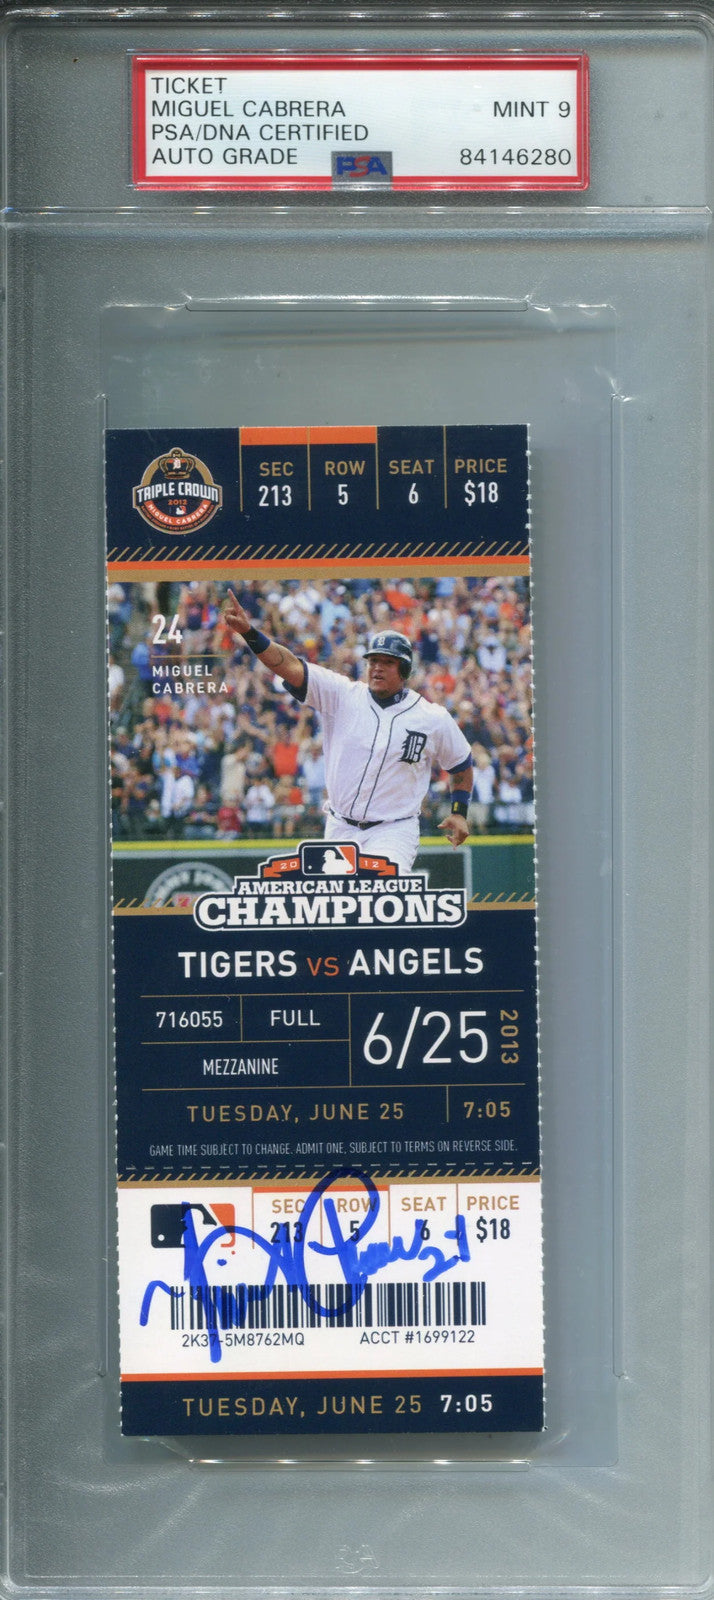 TICKET
MIGUEL CABRERA MINT 9
PSA/DNA CERTIFIED
AUTO GRADE PSA 84146280
TRIPLE CROWN
2012
MIGUEL CABRERA
SEC ROW SEAT PRICE
213 5 6 $18
24
MIGUEL
CABRERA
20 12
AMERICAN LEAGUE
CHAMPIONS
TIGERS VS ANGELS
716055 FULL
6/25 2013
MEZZANINE
TUESDAY, JUNE 25 7:05
GAME TIME SUBJECT TO CHANGE. ADMIT ONE, SUBJECT TO TERMS ON REVERSE SIDE.
SEC ROW SEAT PRICE
213 5 6 $18
24
2K37-5M8762MQ ACCT #1699122
TUESDAY, JUNE 25 7:05